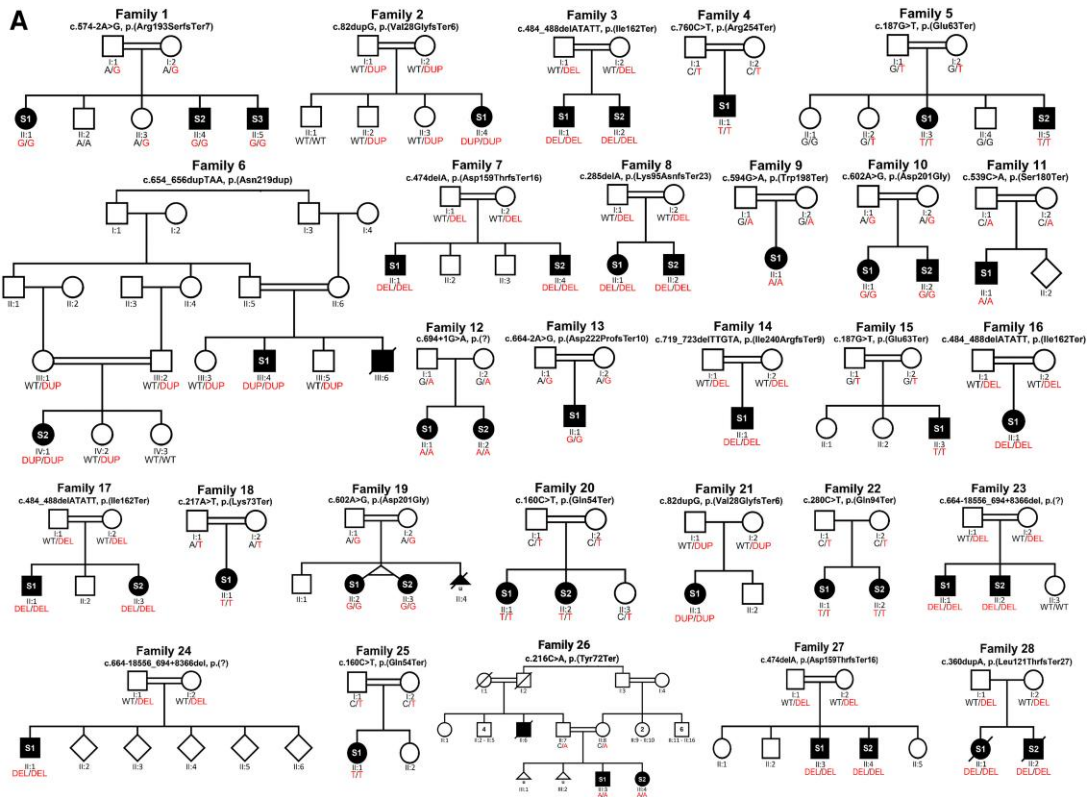 A
Family 1
c.574-2A>G, p.(Arg193SerfsTer7)
I:1 I:2
A/G A/G
S1 S2 S3
II:1 II:2 II:3 II:4 II:5
G/G A/A A/G G/G G/G
Family 2
c.82dupG, p.(Val28GlyfsTer6)
I:1 I:2
WT/DUP WT/DUP
S1
II:1 II:2 II:3 II:4
WT/WT WT/DUP WT/DUP DUP/DUP
Family 3
c.484_488delATATT, p.(Ile162Ter)
I:1 I:2
WT/DEL WT/DEL
S1 S2
II:1 II:2
DEL/DEL DEL/DEL
Family 4
c.760C>T, p.(Arg254Ter)
I:1 I:2
C/T C/T
S1
II:1
T/T
Family 5
c.187G>T, p.(Glu63Ter)
I:1 I:2
G/T G/T
S1 S2
II:1 II:2 II:3 II:4 II:5
G/G G/T T/T G/G T/T
Family 6
c.654_656dupTAA, p.(Asn219dup)
I:1 I:2 I:3 I:4
II:1 II:2 II:3 II:4 II:5 II:6
S1
III:1 III:2 III:3 III:4 III:5 III:6
WT/DUP WT/DUP WT/DUP DUP/DUP WT/DUP
S2
IV:1 IV:2 IV:3
DUP/DUP WT/DUP WT/WT
Family 7
c.474delA, p.(Asp159ThrfsTer16)
I:1 I:2
WT/DEL WT/DEL
S1 S2
II:1 II:2 II:3 II:4
DEL/DEL DEL/DEL
Family 8
c.285delA, p.(Lys95AsnfsTer23)
I:1 I:2
WT/DEL WT/DEL
S1 S2
II:1 II:2
DEL/DEL DEL/DEL
Family 9
c.594G>A, p.(Trp198Ter)
I:1 I:2
G/A G/A
S1
II:1
A/A
Family 10
c.602A>G, p.(Asp201Gly)
I:1 I:2
A/G A/G
S1 S2
II:1 II:2
G/G G/G
Family 11
c.539C>A, p.(Ser180Ter)
I:1 I:2
C/A C/A
S1
II:1 II:2
A/A
Family 12
c.694+1G>A, p.(?)
I:1 I:2
G/A G/A
S1 S2
II:1 II:2
A/A A/A
Family 13
c.664-2A>G, p.(Asp222ProfsTer10)
I:1 I:2
A/G A/G
S1
II:1
G/G
Family 14
c.719_723delTTGTA, p.(Ile240ArgfsTer9)
I:1 I:2
WT/DEL WT/DEL
S1
II:1
DEL/DEL
Family 15
c.187G>T, p.(Glu63Ter)
I:1 I:2
G/T G/T
S1
II:1 II:2 II:3
T/T
Family 16
c.484_488delATATT, p.(Ile162Ter)
I:1 I:2
WT/DEL WT/DEL
S1
II:1
DEL/DEL
Family 17
c.484_488delATATT, p.(Ile162Ter)
I:1 I:2
WT/DEL WT/DEL
S1 S2
II:1 II:2 II:3
DEL/DEL DEL/DEL
Family 18
c.217A>T, p.(Lys73Ter)
I:1 I:2
A/T A/T
S1
II:1
T/T
Family 19
c.602A>G, p.(Asp201Gly)
I:1 I:2
A/G A/G
S1 S2
II:1 II:2 II:3 II:4
G/G G/G
Family 20
c.160C>T, p.(Gln54Ter)
I:1 I:2
C/T C/T
S1 S2
II:1 II:2 II:3
T/T T/T C/T
Family 21
c.82dupG, p.(Val28GlyfsTer6)
I:1 I:2
WT/DUP WT/DUP
S1
II:1 II:2
DUP/DUP
Family 22
c.280C>T, p.(Gln94Ter)
I:1 I:2
C/T C/T
S1 S2
II:1 II:2
T/T T/T
Family 23
c.664-18556_694+8366del, p.(?)
I:1 I:2
WT/DEL WT/DEL
S1 S2
II:1 II:2 II:3
DEL/DEL DEL/DEL WT/WT
Family 24
c.664-18556_694+8366del, p.(?)
I:1 I:2
WT/DEL WT/DEL
S1
II:1 II:2 II:3 II:4 II:5 II:6
DEL/DEL
Family 25
c.160C>T, p.(Gln54Ter)
I:1 I:2
C/T C/T
S1
II:1 II:2
T/T
Family 26
c.216C>A, p.(Tyr72Ter)
I:1 I:2 I:3 I:4
4 2 6
II:1 II:2 - II:5 II:6 II:7 II:8 II:9 - II:10 II:11 - II:16
C/A C/A
S1 S2
III:1 III:2 III:3 III:4
A/A A/A
Family 27
c.474delA, p.(Asp159ThrfsTer16)
I:1 I:2
WT/DEL WT/DEL
S1 S2
II:1 II:2 II:3 II:4 II:5
DEL/DEL DEL/DEL
Family 28
c.360dupA, p.(Leu121ThrfsTer27)
I:1 I:2
WT/DEL WT/DEL
S1 S2
II:1 II:2
DEL/DEL DEL/DEL